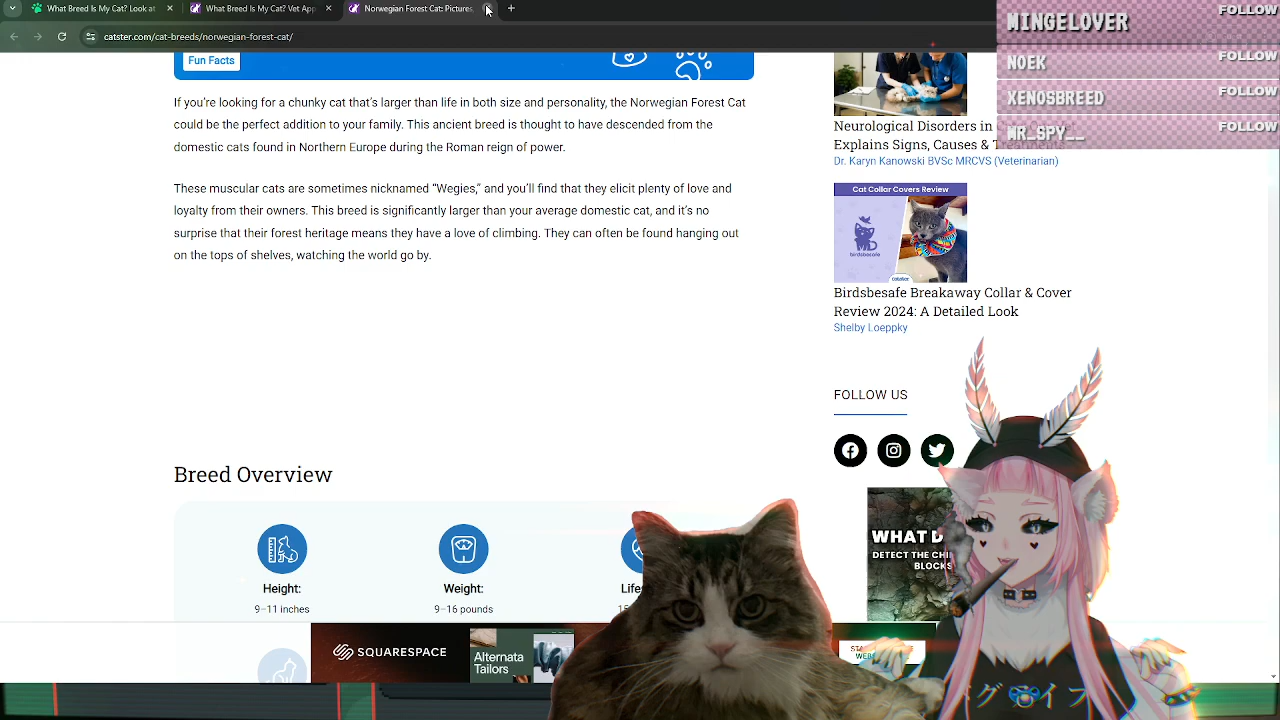 What Breed Is My Cat? Look at
What Breed Is My Cat? Vet App
Norwegian Forest Cat: Pictures,
catster.com/cat-breeds/norwegian-forest-cat/
Fun Facts
If you're looking for a chunky cat that's larger than life in both size and personality, the Norwegian Forest Cat
could be the perfect addition to your family. This ancient breed is thought to have descended from the
domestic cats found in Northern Europe during the Roman reign of power.
These muscular cats are sometimes nicknamed "Wegies," and you'll find that they elicit plenty of love and
loyalty from their owners. This breed is significantly larger than your average domestic cat, and it's no
surprise that their forest heritage means they have a love of climbing. They can often be found hanging out
on the tops of shelves, watching the world go by.
Breed Overview
Height:
9–11 inches
Weight:
9–16 pounds
SQUARESPACE
Alternata
Tailors
Neurological Disorders in
Explains Signs, Causes & Treatments
Dr. Karyn Kanowski BVSc MRCVS (Veterinarian)
Cat Collar Covers Review
birdsbesafe
catster
Birdsbesafe Breakaway Collar & Cover
Review 2024: A Detailed Look
Shelby Loeppky
FOLLOW US
WHAT D
DETECT THE CHI
BLOCKS
MINGELOVER FOLLOW
NOEK FOLLOW
XENOSBREED FOLLOW
MR_SPY__ FOLLOW